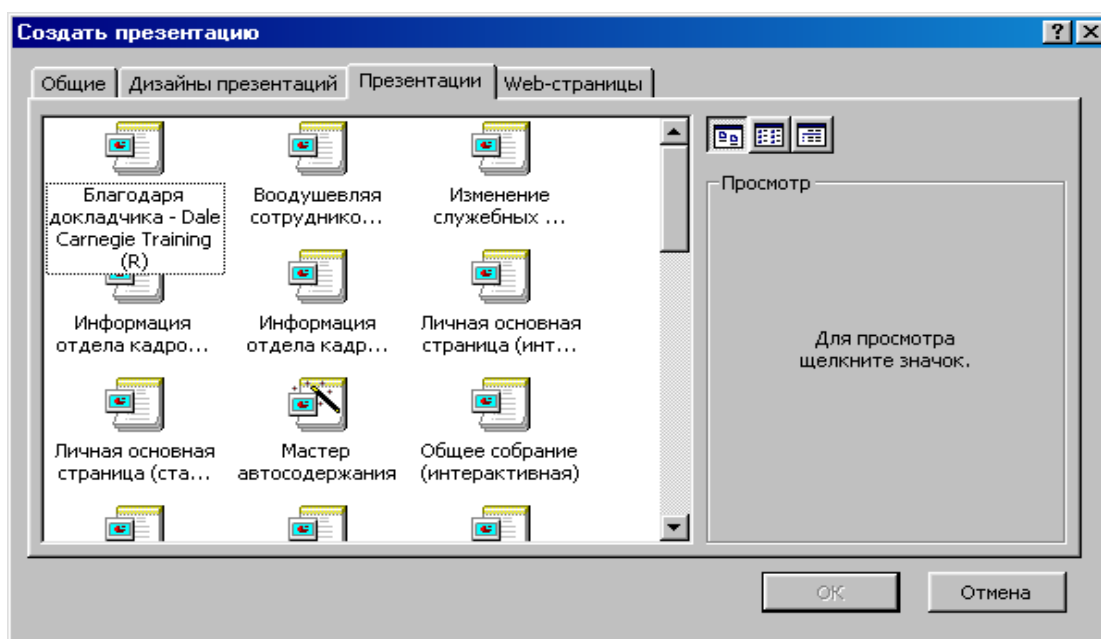 Создать презентацию
Общие Дизайны презентаций Презентации Web-страницы
Благодаря
докладчика - Dale
Carnegie Training
(R)
Воодушевляя
сотруднико...
Изменение
служебных ...
Информация
отдела кадро...
Информация
отдела кадр...
Личная основная
страница (инт...
Личная основная
страница (ста...
Мастер
автосодержания
Общее собрание
(интерактивная)
Просмотр
Для просмотра
щелкните значок.
OK
Отмена